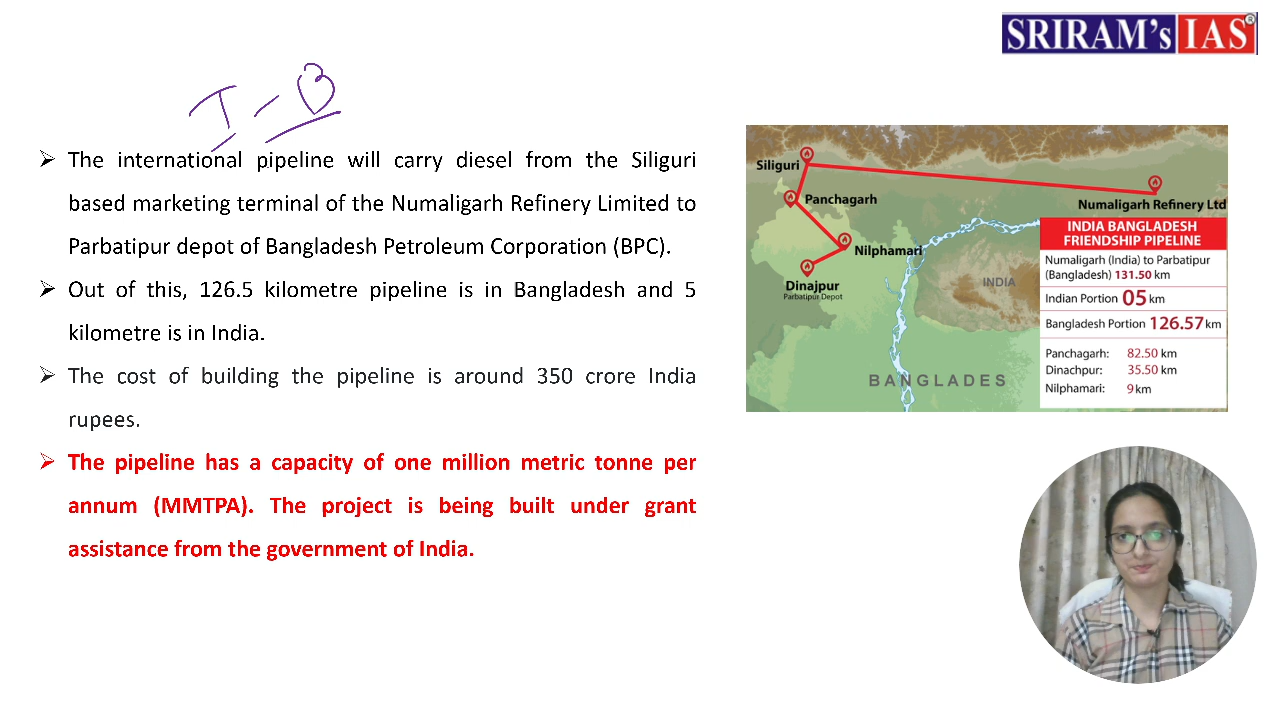 SRIRAM's IAS ®
I - B
➢ The international pipeline will carry diesel from the Siliguri
based marketing terminal of the Numaligarh Refinery Limited to
Parbatipur depot of Bangladesh Petroleum Corporation (BPC).
➢ Out of this, 126.5 kilometre pipeline is in Bangladesh and 5
kilometre is in India.
➢ The cost of building the pipeline is around 350 crore India
rupees.
➢ The pipeline has a capacity of one million metric tonne per
annum (MMTPA). The project is being built under grant
assistance from the government of India.
Siliguri
Panchagarh
Numaligarh Refinery Ltd
Nilphamari
Dinajpur
Parbatipur Depot
INDIA
BANGLADES
INDIA BANGLADESH
FRIENDSHIP PIPELINE
Numaligarh (India) to Parbatipur
(Bangladesh) 131.50 km
Indian Portion 05 km
Bangladesh Portion 126.57 km
Panchagarh: 82.50 km
Dinachpur: 35.50 km
Nilphamari: 9 km